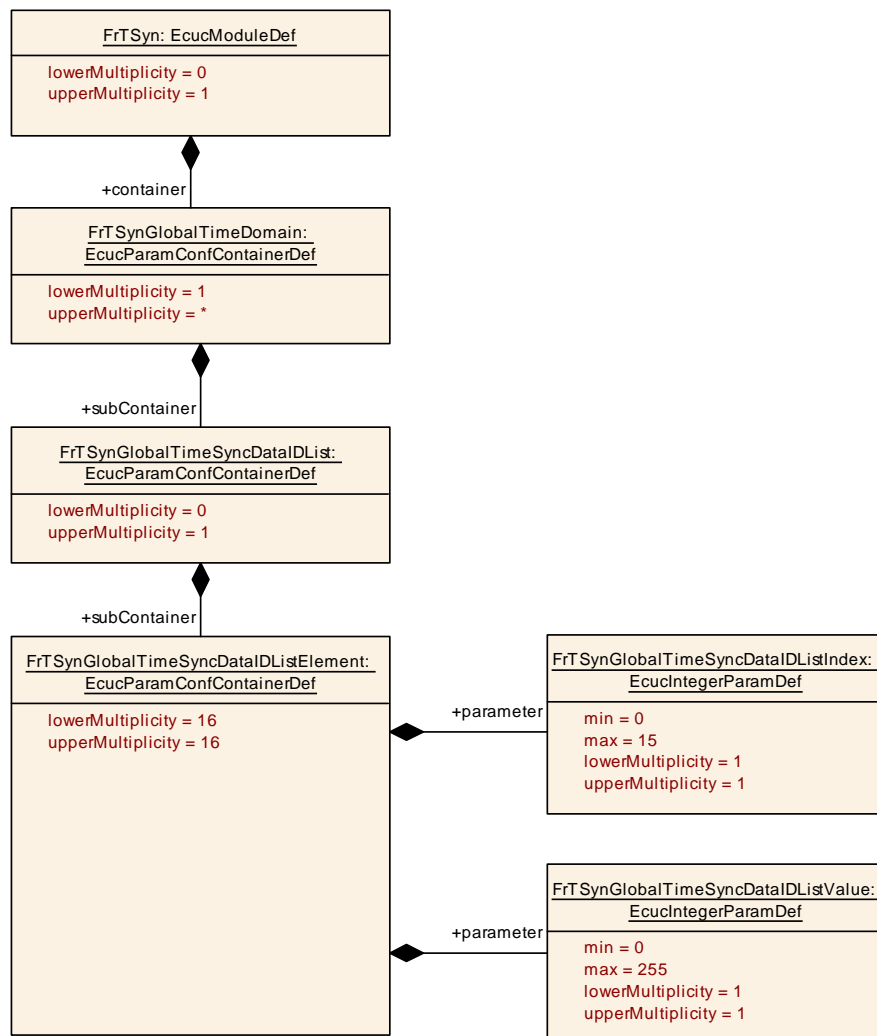 FrTSyn: EcucModuleDef
lowerMultiplicity = 0
upperMultiplicity = 1
+container
FrTSynGlobalTimeDomain:
EcucParamConfContainerDef
lowerMultiplicity = 1
upperMultiplicity = *
+subContainer
FrTSynGlobalTimeSyncDataIDList:
EcucParamConfContainerDef
lowerMultiplicity = 0
upperMultiplicity = 1
+subContainer
FrTSynGlobalTimeSyncDataIDListElement:
EcucParamConfContainerDef
lowerMultiplicity = 16
upperMultiplicity = 16
+parameter
FrTSynGlobalTimeSyncDataIDListIndex:
EcucIntegerParamDef
min = 0
max = 15
lowerMultiplicity = 1
upperMultiplicity = 1
+parameter
FrTSynGlobalTimeSyncDataIDListValue:
EcucIntegerParamDef
min = 0
max = 255
lowerMultiplicity = 1
upperMultiplicity = 1